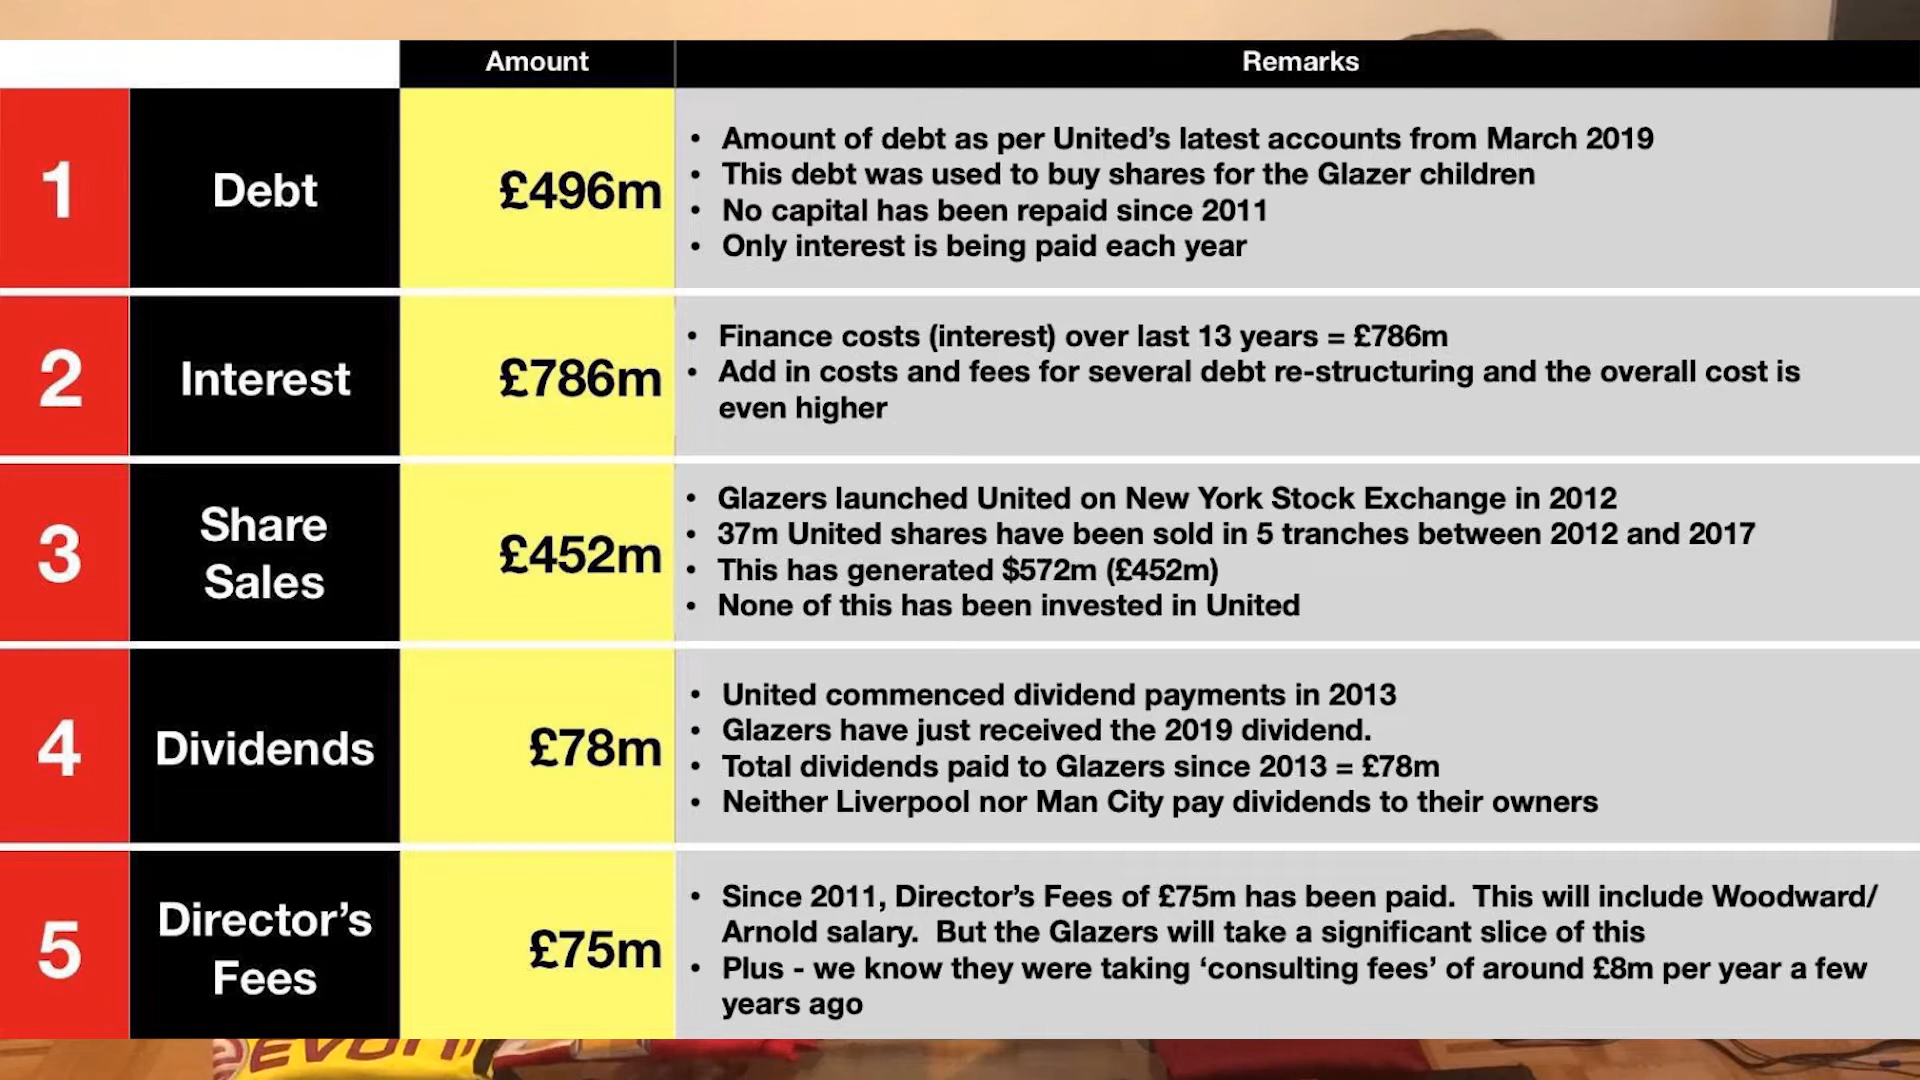 Amount Remarks
1 Debt £496m
• Amount of debt as per United’s latest accounts from March 2019
• This debt was used to buy shares for the Glazer children
• No capital has been repaid since 2011
• Only interest is being paid each year
2 Interest £786m
• Finance costs (interest) over last 13 years = £786m
• Add in costs and fees for several debt re-structuring and the overall cost is
even higher
3 Share
Sales £452m
• Glazers launched United on New York Stock Exchange in 2012
• 37m United shares have been sold in 5 tranches between 2012 and 2017
• This has generated $572m (£452m)
• None of this has been invested in United
4 Dividends £78m
• United commenced dividend payments in 2013
• Glazers have just received the 2019 dividend.
• Total dividends paid to Glazers since 2013 = £78m
• Neither Liverpool nor Man City pay dividends to their owners
5 Director’s
Fees £75m
• Since 2011, Director’s Fees of £75m has been paid.  This will include Woodward/
Arnold salary.  But the Glazers will take a significant slice of this
• Plus - we know they were taking ‘consulting fees’ of around £8m per year a few
years ago